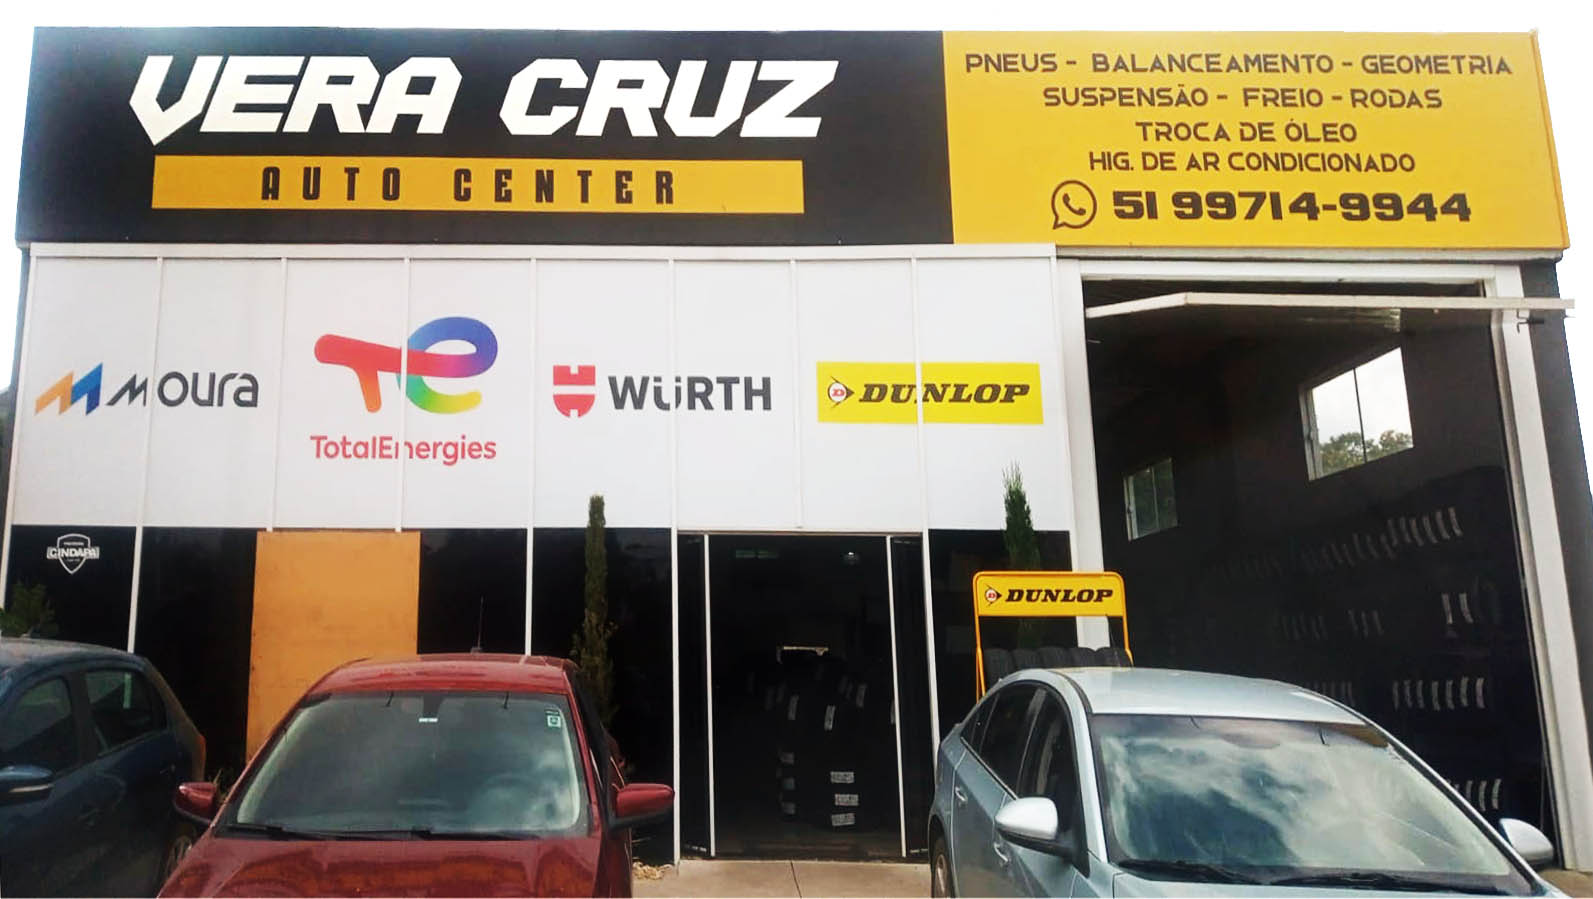 VERA CRUZ
AUTO CENTER
PNEUS - BALANCEAMENTO - GEOMETRIA
SUSPENSÃO - FREIO - RODAS
TROCA DE ÓLEO
HIG. DE AR CONDICIONADO
51 99714-9944
MOURA
TotalEnergies
WÜRTH
D DUNLOP
CINDAPA
D DUNLOP